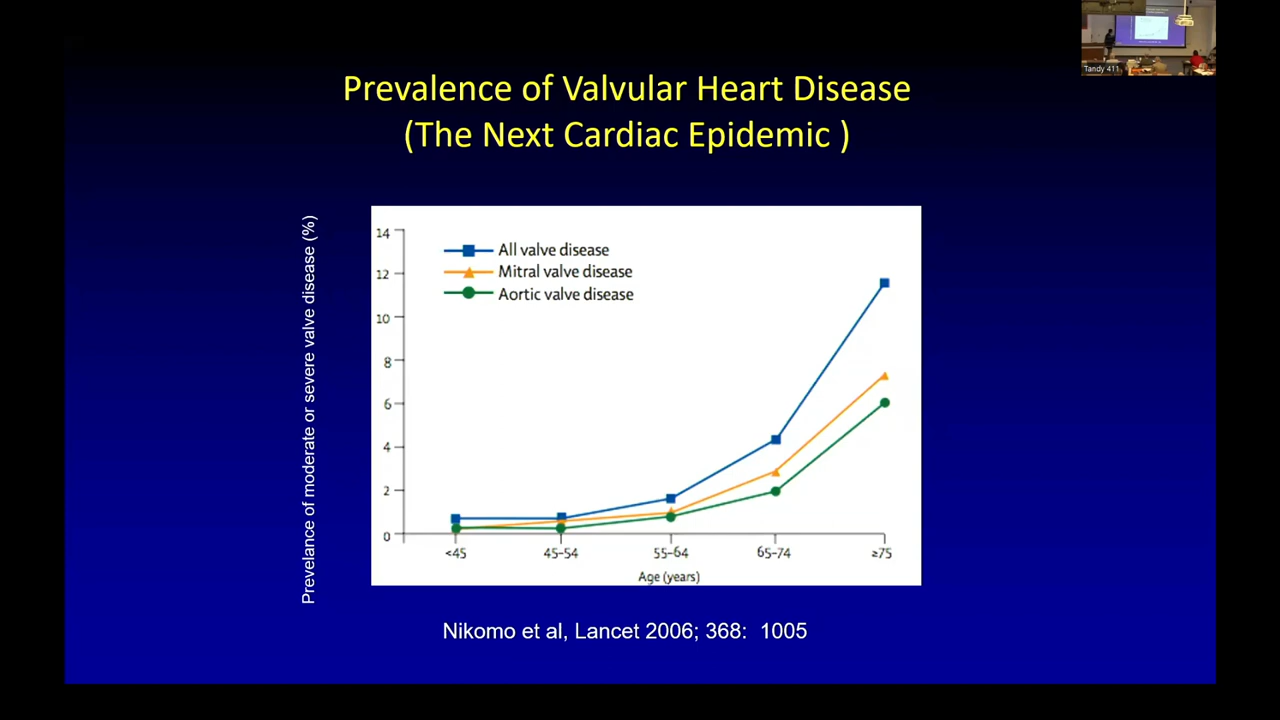 Tandy 411
Prevalence of Valvular Heart Disease
(The Next Cardiac Epidemic )
Prevelance of moderate or severe valve disease (%)
14
12
10
8
6
4
2
0
All valve disease
Mitral valve disease
Aortic valve disease
<45
45-54
55-64
65-74
≥75
Age (years)
Nikomo et al, Lancet 2006; 368: 1005